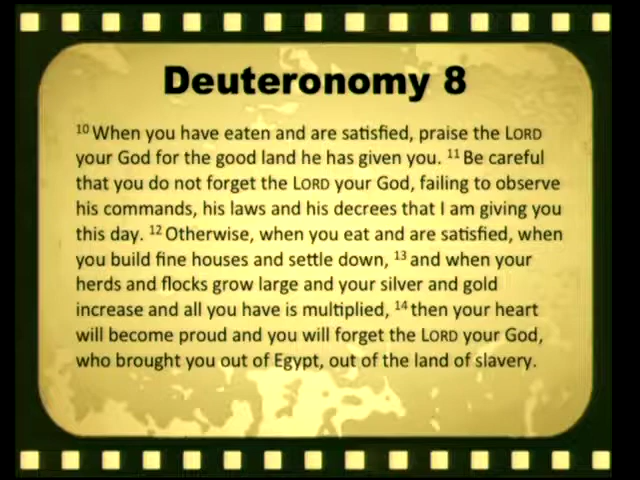 Deuteronomy 8
10 When you have eaten and are satisfied, praise the LORD
your God for the good land he has given you. 11 Be careful
that you do not forget the LORD your God, failing to observe
his commands, his laws and his decrees that I am giving you
this day. 12 Otherwise, when you eat and are satisfied, when
you build fine houses and settle down, 13 and when your
herds and flocks grow large and your silver and gold
increase and all you have is multiplied, 14 then your heart
will become proud and you will forget the LORD your God,
who brought you out of Egypt, out of the land of slavery.